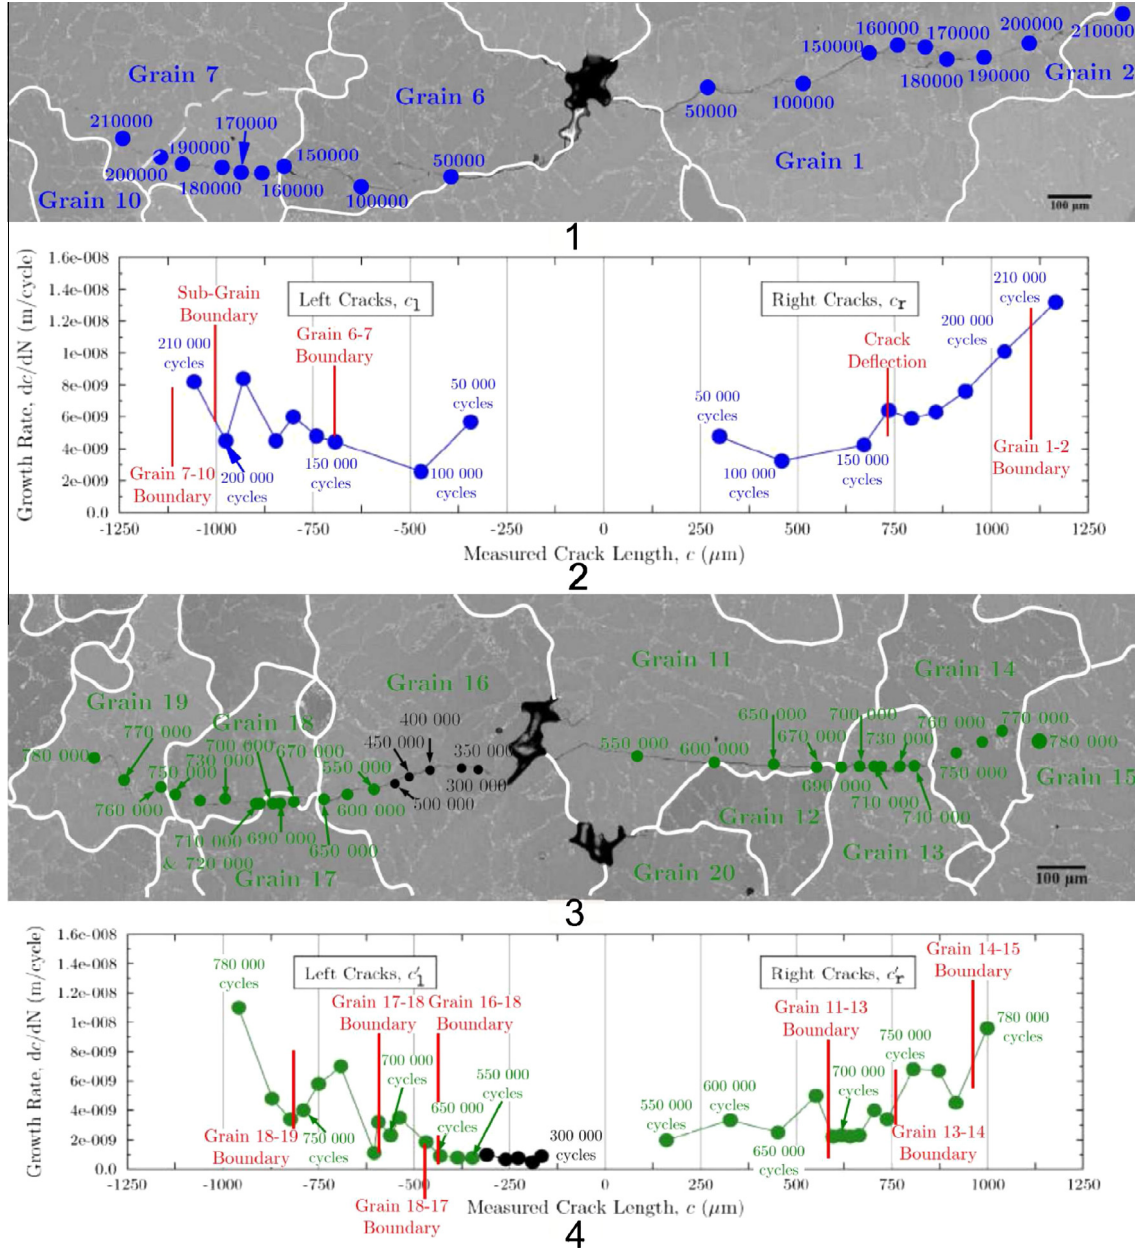 160000
200000
170000
210000
150000
Grain 7
Grain 2
Grain 6
180000
190000
50000
100000
210000
170000
190000
150000
50000
Grain 1
200000
180000
160000
100000
Grain 10
100 μm
1
Growth Rate, dc/dN (m/cycle)
1.6e-008
1.4e-008
1.2e-008
1e-008
8e-009
6e-009
4e-009
2e-009
0.0
Sub-Grain
Boundary
Left Cracks, cl
Right Cracks, cr
210 000
cycles
210 000
cycles
Grain 6-7
Boundary
200 000
cycles
Crack
Deflection
50 000
cycles
50 000
cycles
Grain 7-10
Boundary
200 000
cycles
150 000
cycles
100 000
cycles
100 000
cycles
150 000
cycles
Grain 1-2
Boundary
-1250
-1000
-750
-500
-250
0
250
500
750
1000
1250
Measured Crack Length, c (μm)
2
Grain 11
Grain 14
Grain 16
Grain 19
400 000
Grain 18
450 000
350 000
300 000
500 000
780 000
770 000
750 000
730 000
700 000
670 000
550 000
760 000
600 000
650 000
690 000
710 000
& 720 000
Grain 17
550 000
600 000
650 000
670 000
700 000
730 000
760 000
770 000
780 000
750 000
Grain 15
690 000
710 000
740 000
Grain 12
Grain 13
Grain 20
100 μm
3
Growth Rate, dc/dN (m/cycle)
1.6e-008
1.4e-008
1.2e-008
1e-008
8e-009
6e-009
4e-009
2e-009
0.0
780 000
cycles
Left Cracks, c'l
Right Cracks, c'r
Grain 14-15
Boundary
Grain 17-18
Boundary
Grain 16-18
Boundary
Grain 11-13
Boundary
780 000
cycles
750 000
cycles
700 000
cycles
550 000
cycles
650 000
cycles
600 000
cycles
700 000
cycles
550 000
cycles
300 000
cycles
Grain 18-19
Boundary
750 000
cycles
650 000
cycles
Grain 13-14
Boundary
-1250
-1000
-750
-500
-250
0
250
500
750
1000
1250
Grain 18-17
Boundary
Measured Crack Length, c (μm)
4